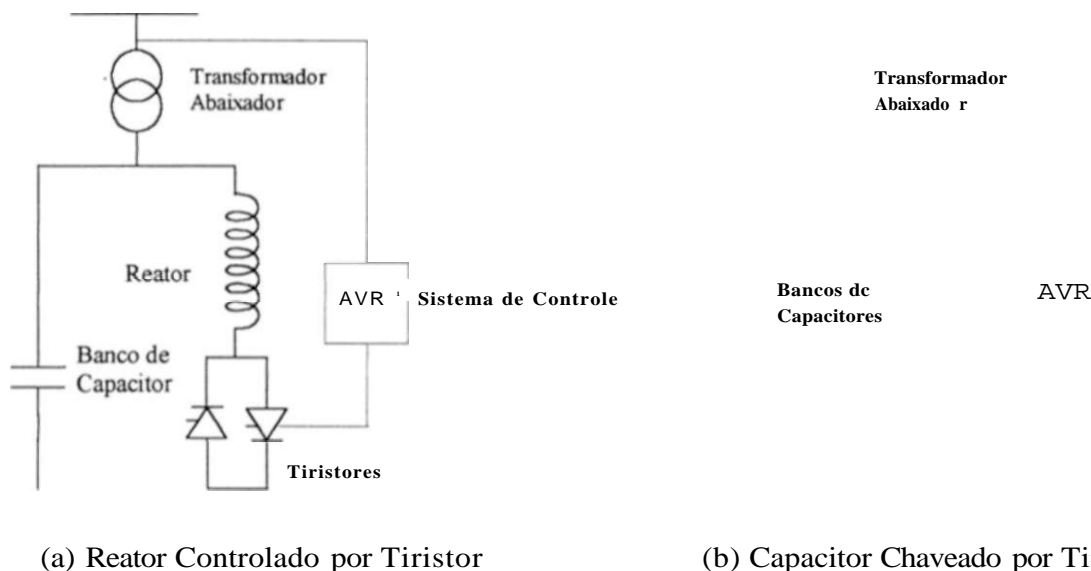 Transformador
Abaixador
Reator
AVR
Sistema de Controle
Banco de
Capacitor
Tiristores
(a) Reator Controlado por Tiristor
Transformador
Abaixado r
Bancos dc
Capacitores
AVR
(b) Capacitor Chaveado por Ti